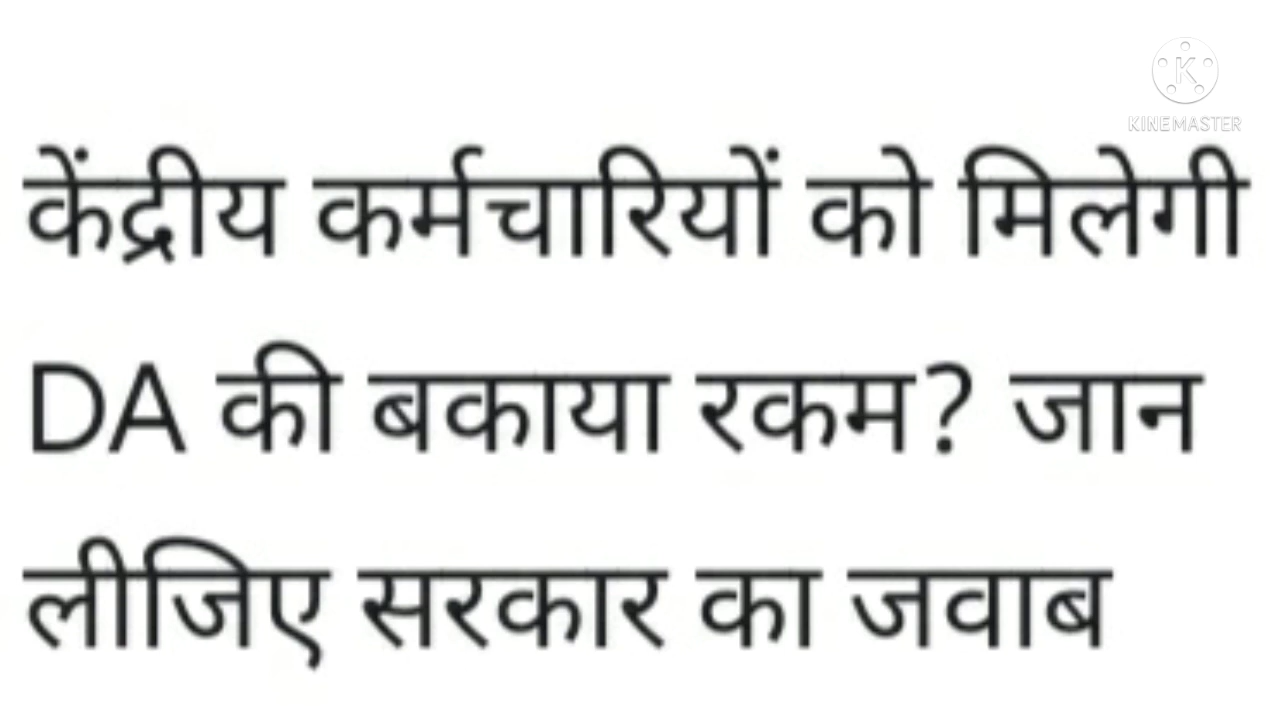 KINEMASTER
केंद्रीय कर्मचारियों को मिलेगी
DA की बकाया रकम? जान
लीजिए सरकार का जवाब